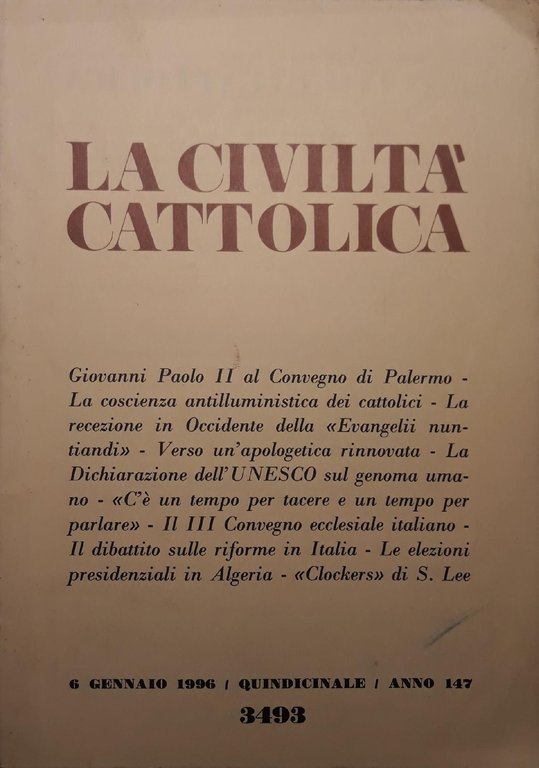 LA CIVILTA'
CATTOLICA
Giovanni Paolo II al Convegno di Palermo -
La coscienza antilluministica dei cattolici - La
recezione in Occidente della «Evangelii nun-
tiandi» - Verso un'apologetica rinnovata - La
Dichiarazione dell'UNESCO sul genoma uma-
no - «C'è un tempo per tacere e un tempo per
parlare» - Il III Convegno ecclesiale italiano -
Il dibattito sulle riforme in Italia - Le elezioni
presidenziali in Algeria - «Clockers» di S. Lee
6 GENNAIO 1996 / QUINDICINALE / ANNO 147
3493